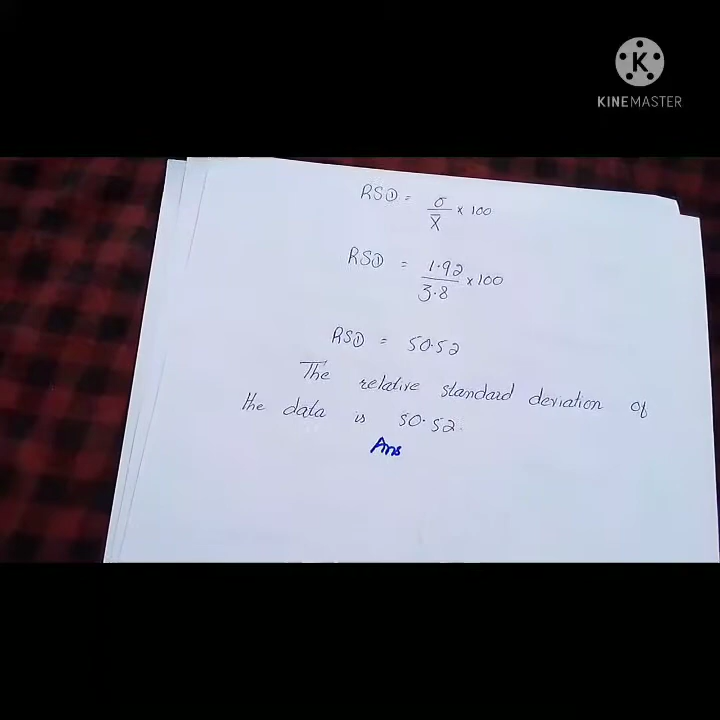 K
KINEMASTER
RSD = σ/X̄ × 100
RSD = 1.92/3.8 × 100
RSD = 50.52
The relative standard deviation of
the data is 50.52.
Ans